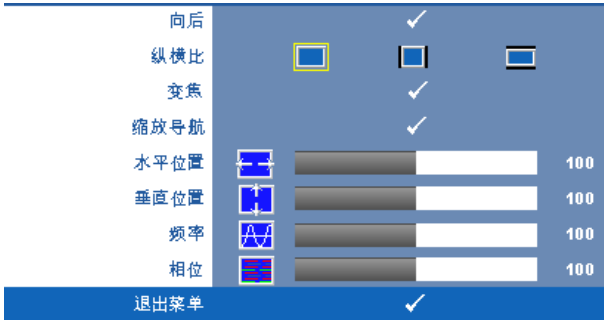 向后
纵横比
变焦
缩放导航
水平位置 100
垂直位置 100
频率 100
相位 100
退出菜单